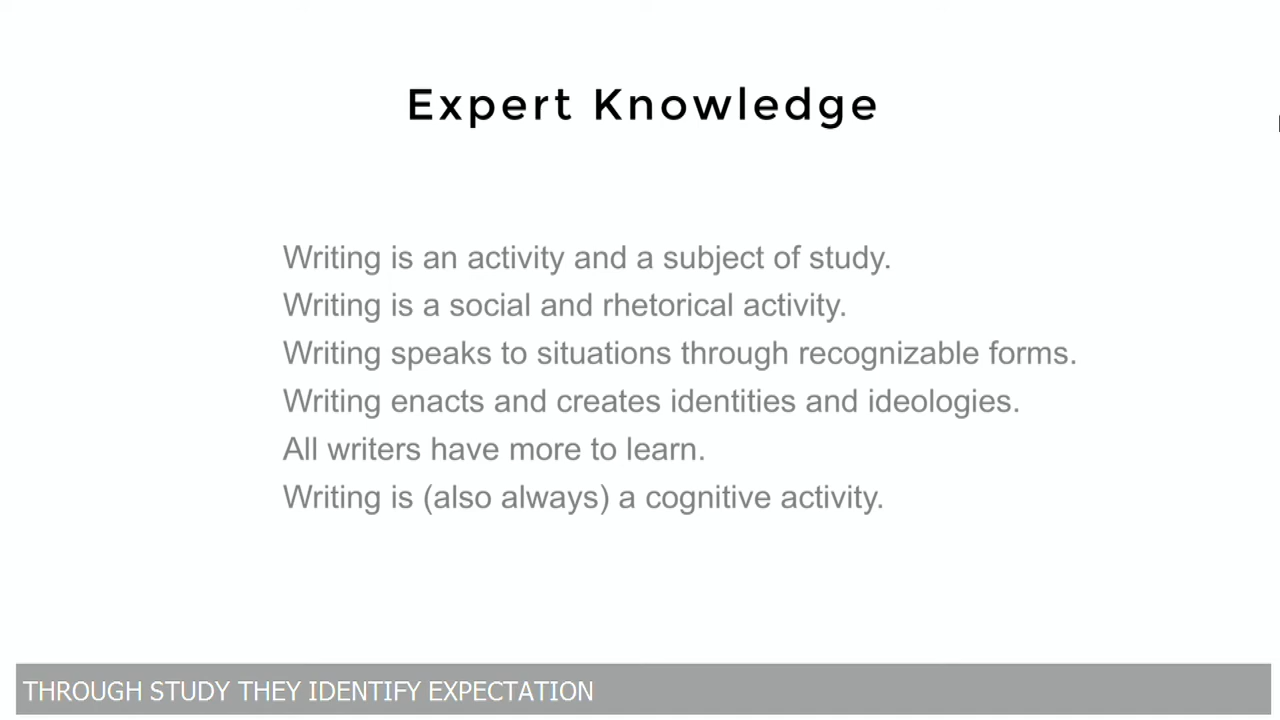 Expert Knowledge
Writing is an activity and a subject of study.
Writing is a social and rhetorical activity.
Writing speaks to situations through recognizable forms.
Writing enacts and creates identities and ideologies.
All writers have more to learn.
Writing is (also always) a cognitive activity.
THROUGH STUDY THEY IDENTIFY EXPECTATION